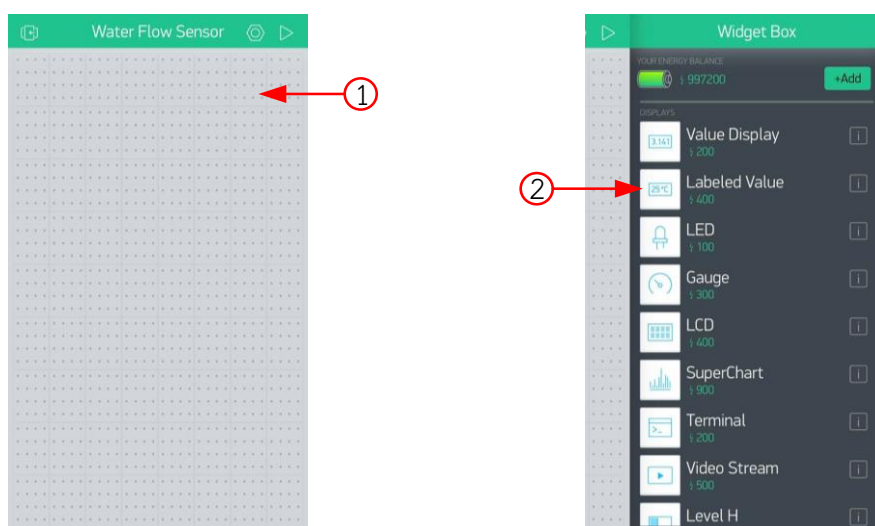 Water Flow Sensor
1
Widget Box
YOUR ENERGY BALANCE
997200
+Add
DISPLAYS
3.141
Value Display
200
2
25°C
Labeled Value
400
LED
100
Gauge
300
LCD
400
SuperChart
900
Terminal
200
Video Stream
500
Level H